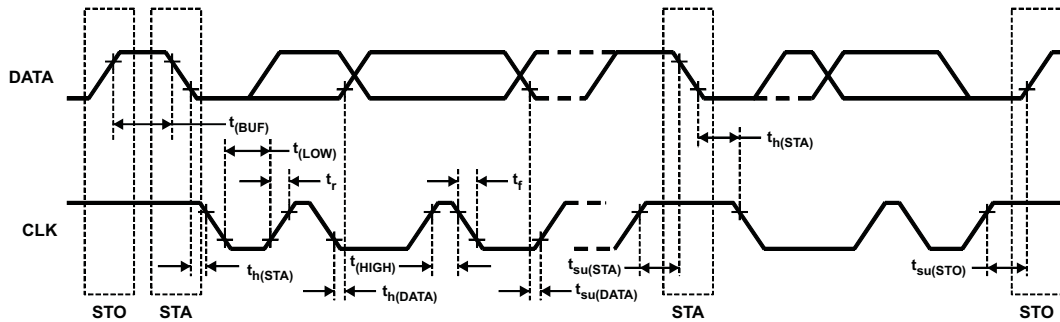 DATA
t(BUF)
t(LOW)
tr
tf
th(STA)
CLK
th(STA)
th(DATA)
t(HIGH)
tsu(DATA)
tsu(STA)
tsu(STO)
STO
STA
STA
STO